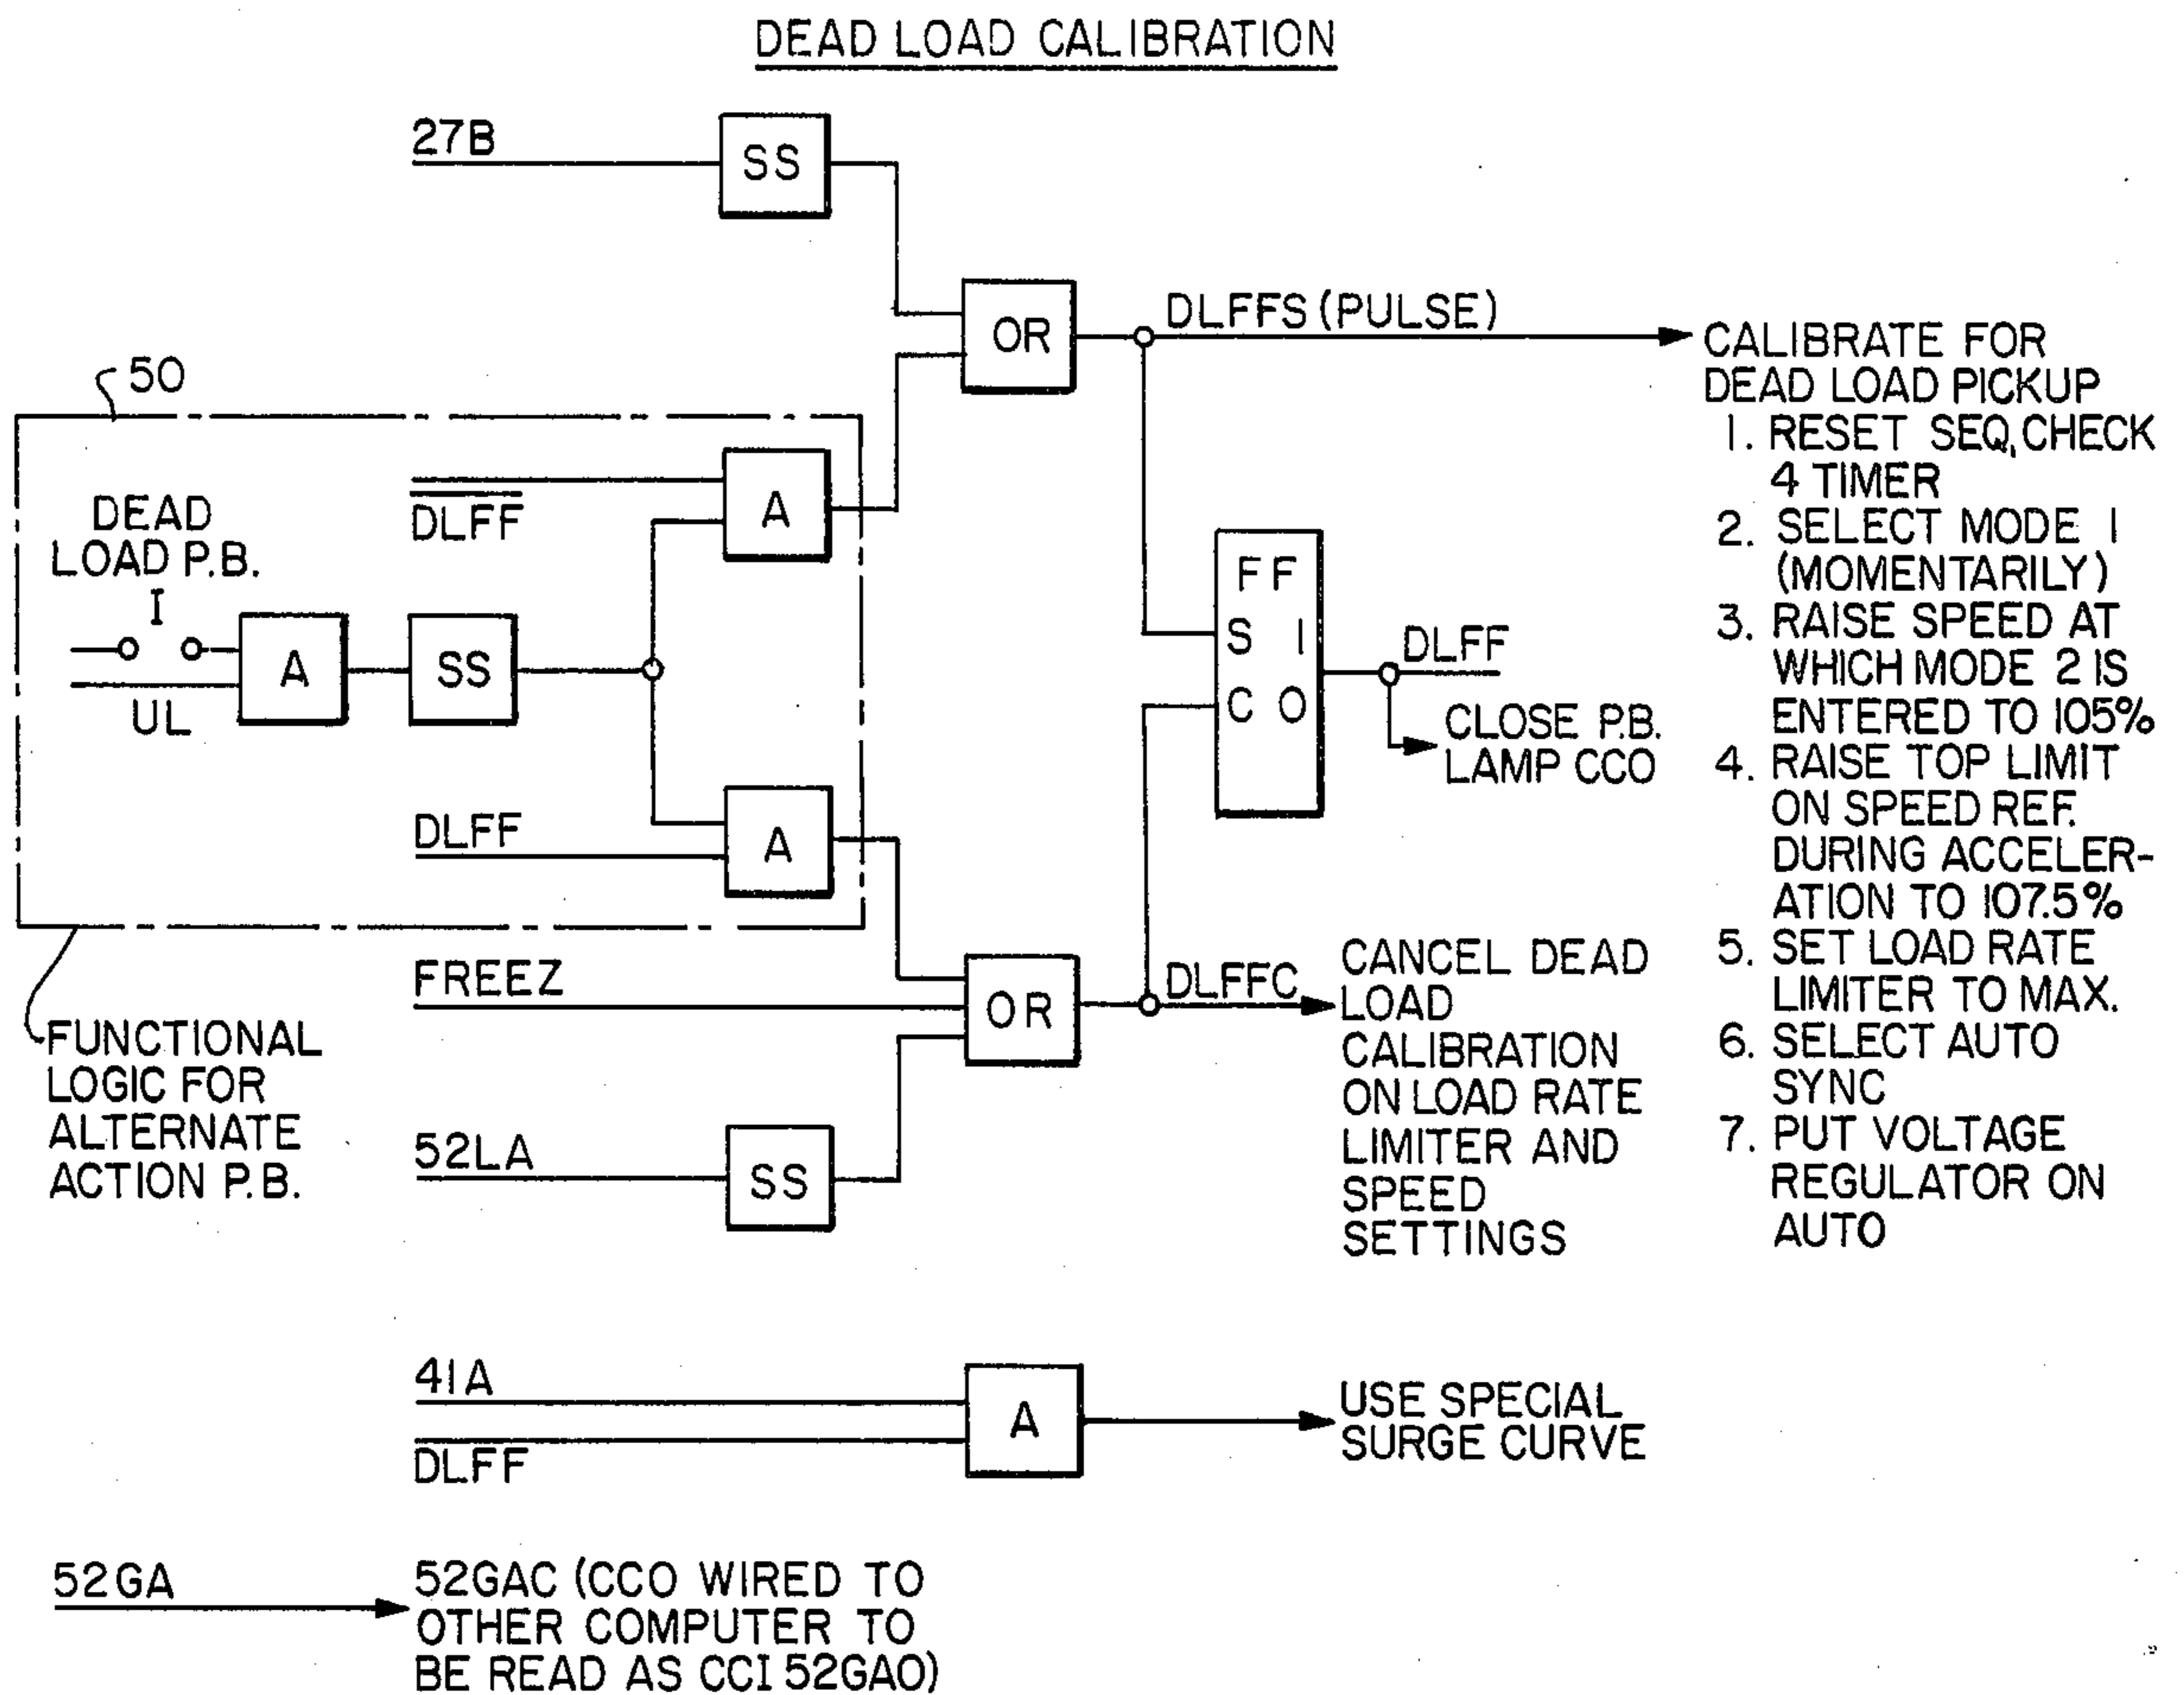 DEAD LOAD CALIBRATION
27B
SS
OR
DLFFS (PULSE)
CALIBRATE FOR
DEAD LOAD PICKUP
1. RESET SEQ, CHECK
4 TIMER
2. SELECT MODE 1
(MOMENTARILY)
3. RAISE SPEED AT
WHICH MODE 2 IS
ENTERED TO 105%
4. RAISE TOP LIMIT
ON SPEED REF.
DURING ACCELER-
ATION TO 107.5%
5. SET LOAD RATE
LIMITER TO MAX.
6. SELECT AUTO
SYNC
7. PUT VOLTAGE
REGULATOR ON
AUTO
50
D̅L̅F̅F̅
A
DEAD
LOAD P.B.
I
UL
A
SS
DLFF
A
FF
S I
C O
DLFF
CLOSE P.B.
LAMP CCO
FREEZ
OR
DLFFC
CANCEL DEAD
LOAD
CALIBRATION
ON LOAD RATE
LIMITER AND
SPEED
SETTINGS
FUNCTIONAL
LOGIC FOR
ALTERNATE
ACTION P.B.
52LA
SS
41A
DLFF
A
USE SPECIAL
SURGE CURVE
52GA
52GAC (CCO WIRED TO
OTHER COMPUTER TO
BE READ AS CCI 52GAO)